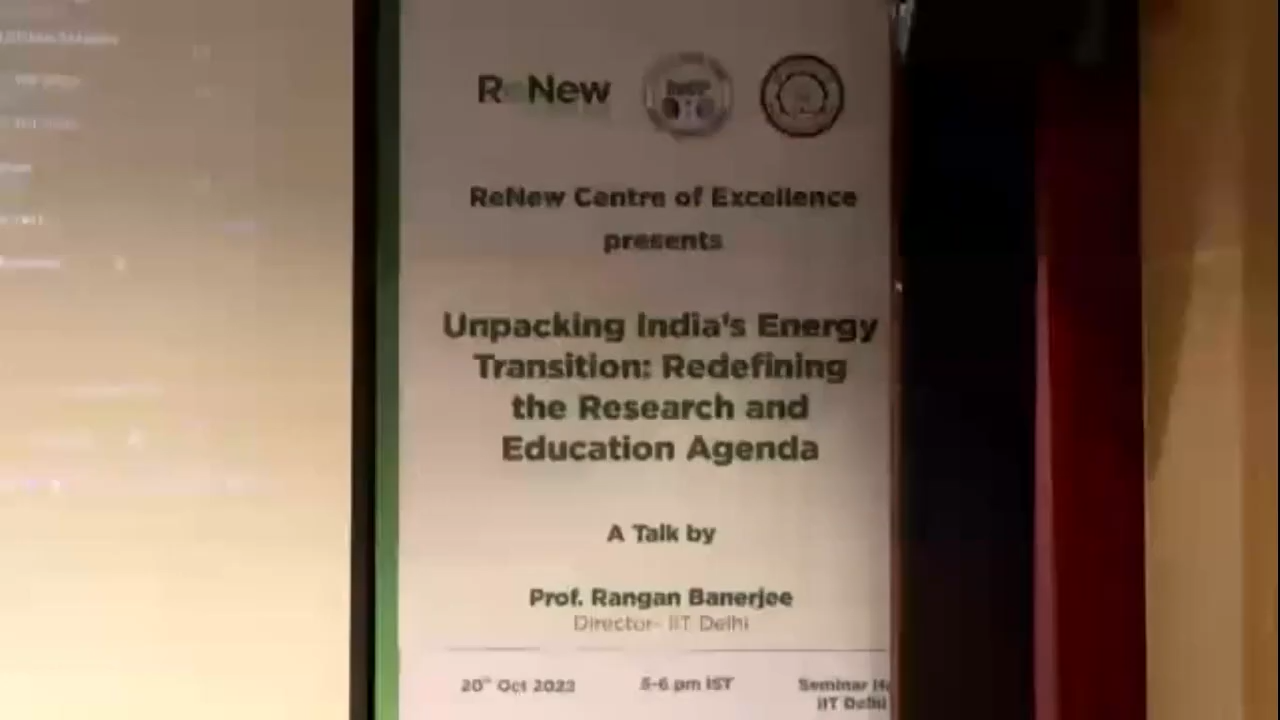 ReNew
ReNew Centre of Excellence
presents
Unpacking India's Energy
Transition: Redefining
the Research and
Education Agenda
A Talk by
Prof. Rangan Banerjee
Director- IIT Delhi
20th Oct 2023
5-6 pm IST
Seminar
IIT Delhi